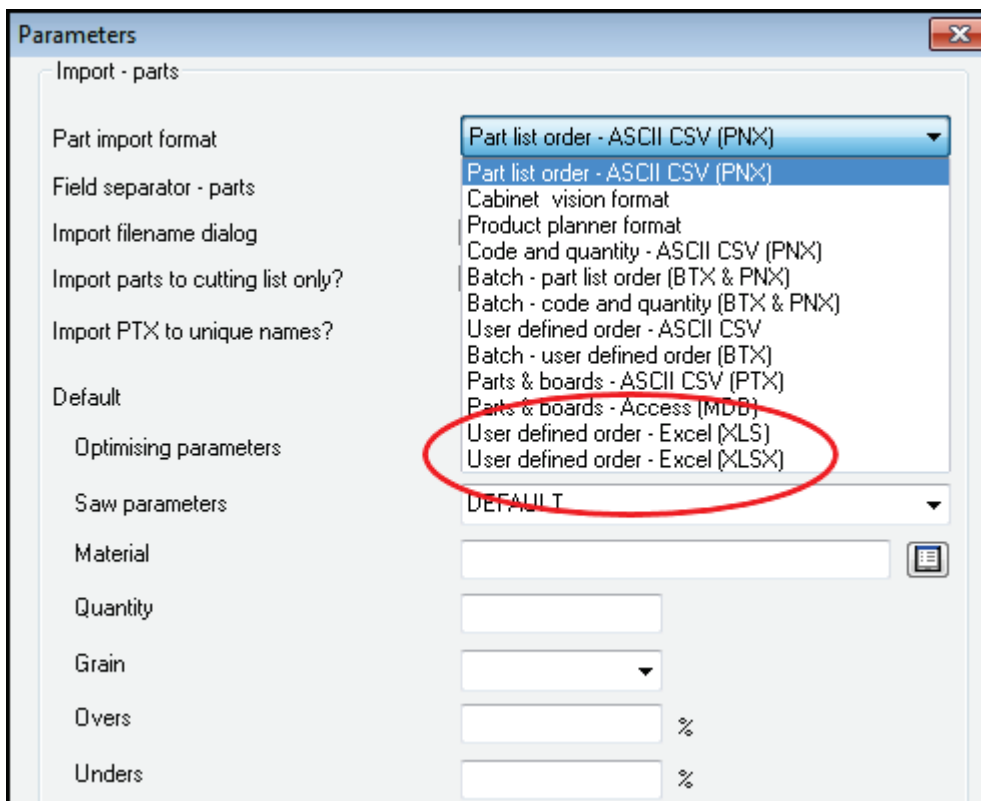 Parameters
Import - parts
Part import format
Part list order - ASCII CSV (PNX)
Part list order - ASCII CSV (PNX)
Field separator - parts
Cabinet vision format
Product planner format
Import filename dialog
Code and quantity - ASCII CSV (PNX)
Import parts to cutting list only?
Batch - part list order (BTX & PNX)
Batch - code and quantity (BTX & PNX)
Import PTX to unique names?
User defined order - ASCII CSV
Batch - user defined order (BTX)
Parts & boards - ASCII CSV (PTX)
Default
Parts & boards - Access (MDB)
User defined order - Excel (XLS)
Optimising parameters
User defined order - Excel (XLSX)
Saw parameters
DEFAULT
Material
Quantity
Grain
Overs
%
Unders
%